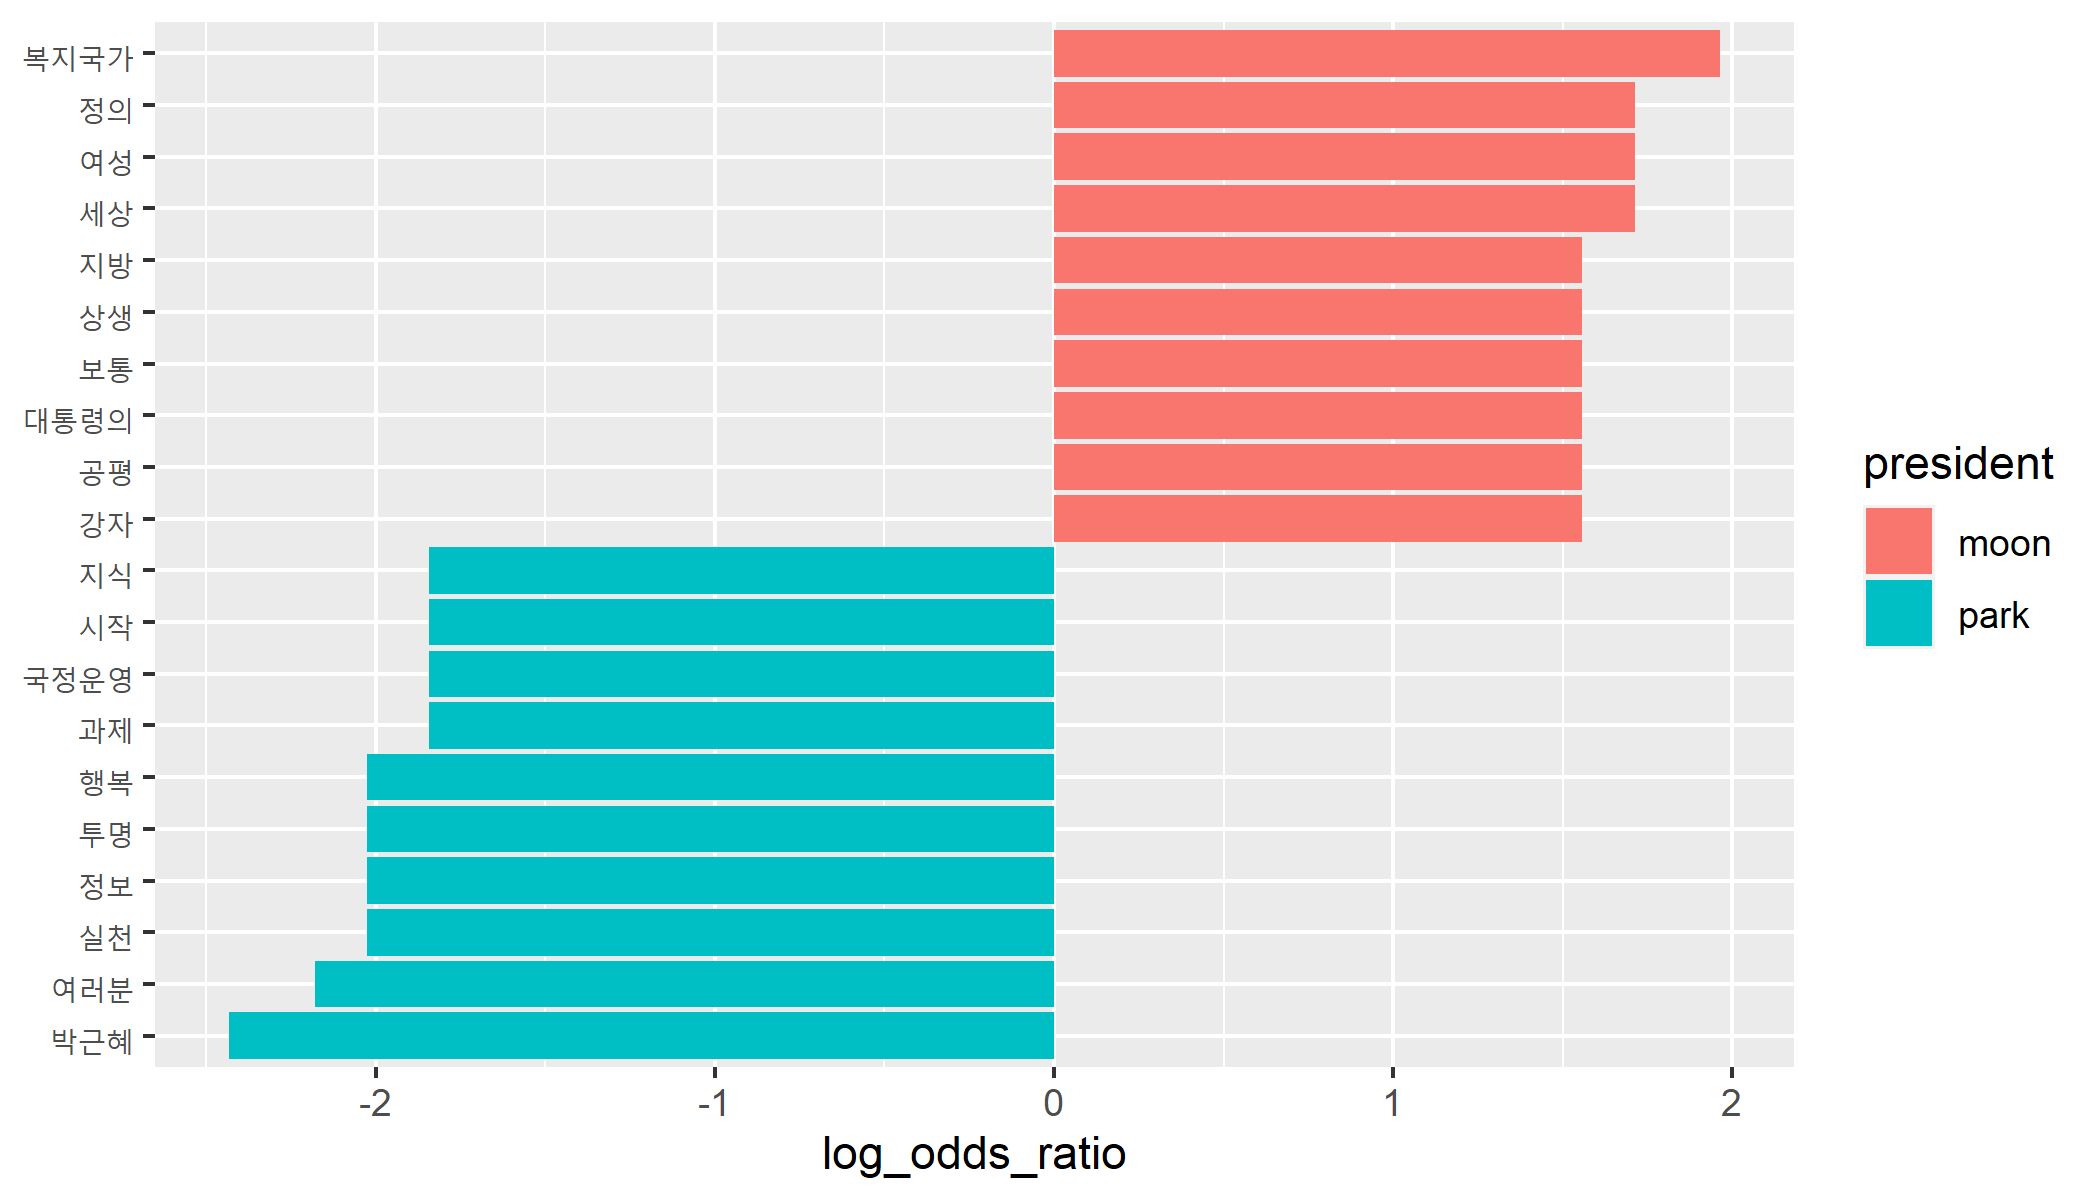 복지국가
정의
여성
세상
지방
상생
보통
대통령의
공평
강자
지식
시작
국정운영
과제
행복
투명
정보
실천
여러분
박근혜
-2 -1 0 1 2
log_odds_ratio
president
moon
park